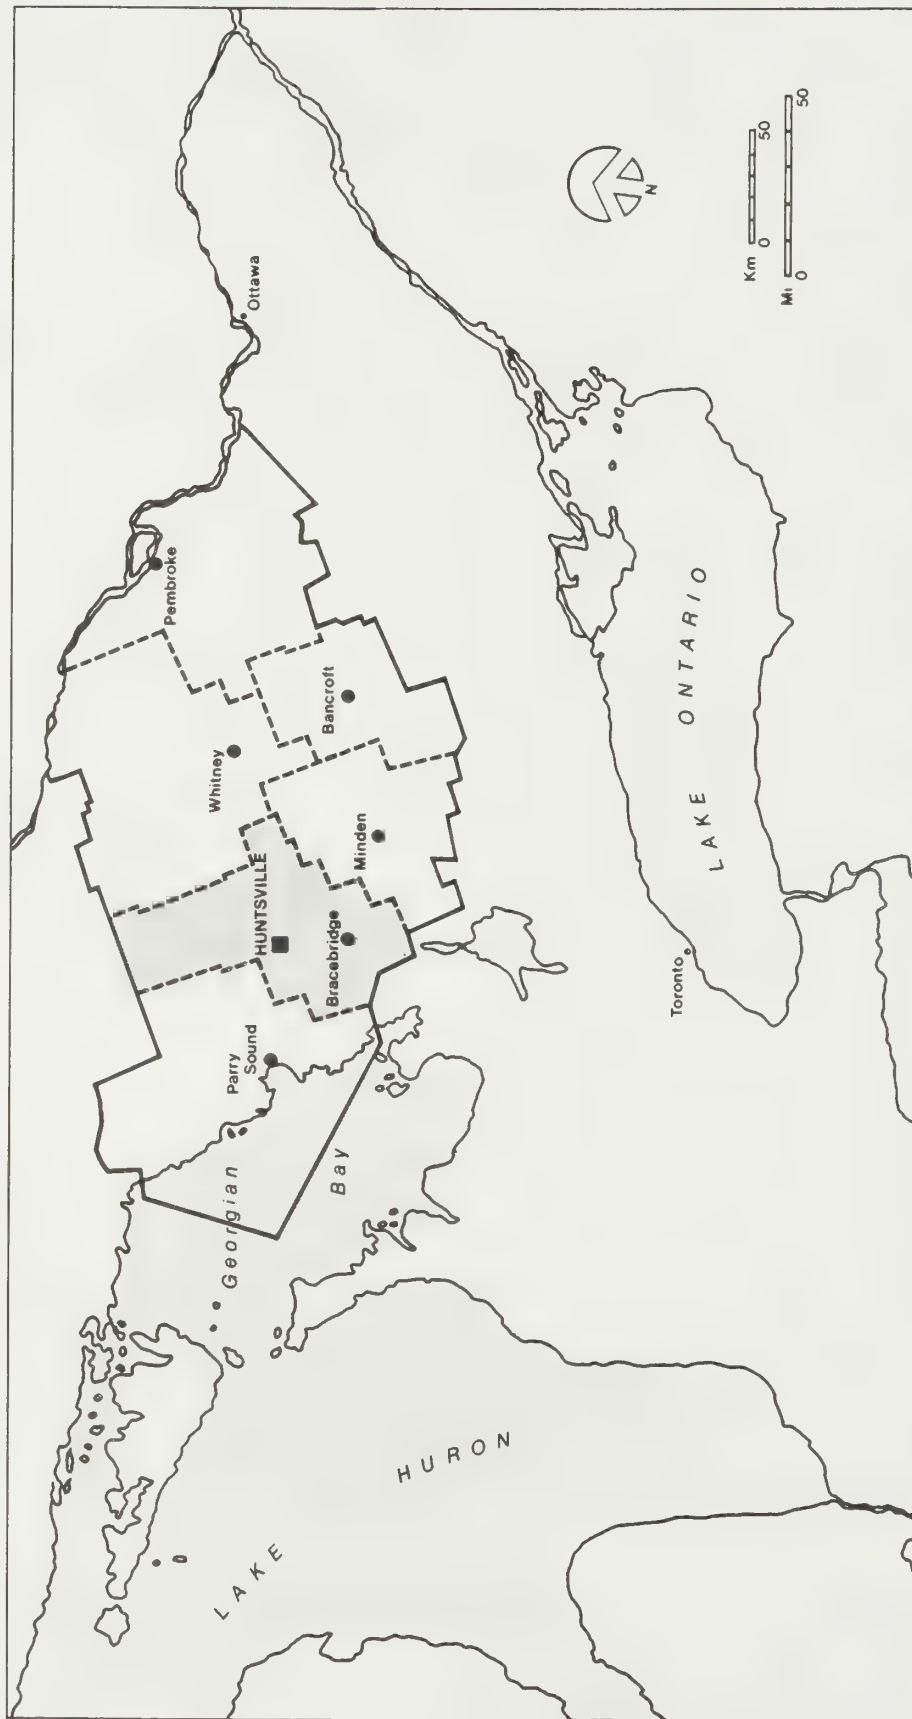 Ottawa
Pembroke
Whitney
Bancroft
HUNTSVILLE
Minden
Bracebridge
Parry
Sound
Georgian
Bay
Toronto
LAKE ONTARIO
LAKE HURON
N
Km
0 50
Mi
0 50